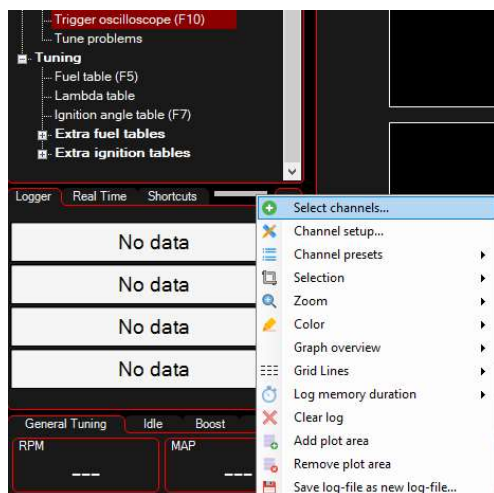 Trigger oscilloscope (F10)
Tune problems
Tuning
Fuel table (F5)
Lambda table
Ignition angle table (F7)
Extra fuel tables
Extra ignition tables
Logger Real Time Shortcuts
No data
No data
No data
No data
General Tuning Idle Boost
RPM MAP
--- ---
Select channels...
Channel setup...
Channel presets
Selection
Zoom
Color
Graph overview
Grid Lines
Log memory duration
Clear log
Add plot area
Remove plot area
Save log-file as new log-file...